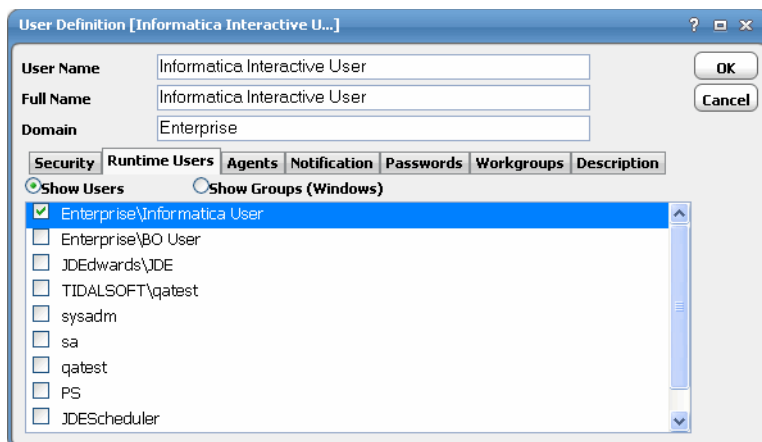 User Definition [Informatica Interactive U...]
User Name Informatica Interactive User
OK
Full Name Informatica Interactive User
Cancel
Domain Enterprise
Security Runtime Users Agents Notification Passwords Workgroups Description
Show Users Show Groups (Windows)
Enterprise\Informatica User
Enterprise\BO User
JDEdwards\JDE
TIDALSOFT\qatest
sysadm
sa
qatest
PS
JDEScheduler